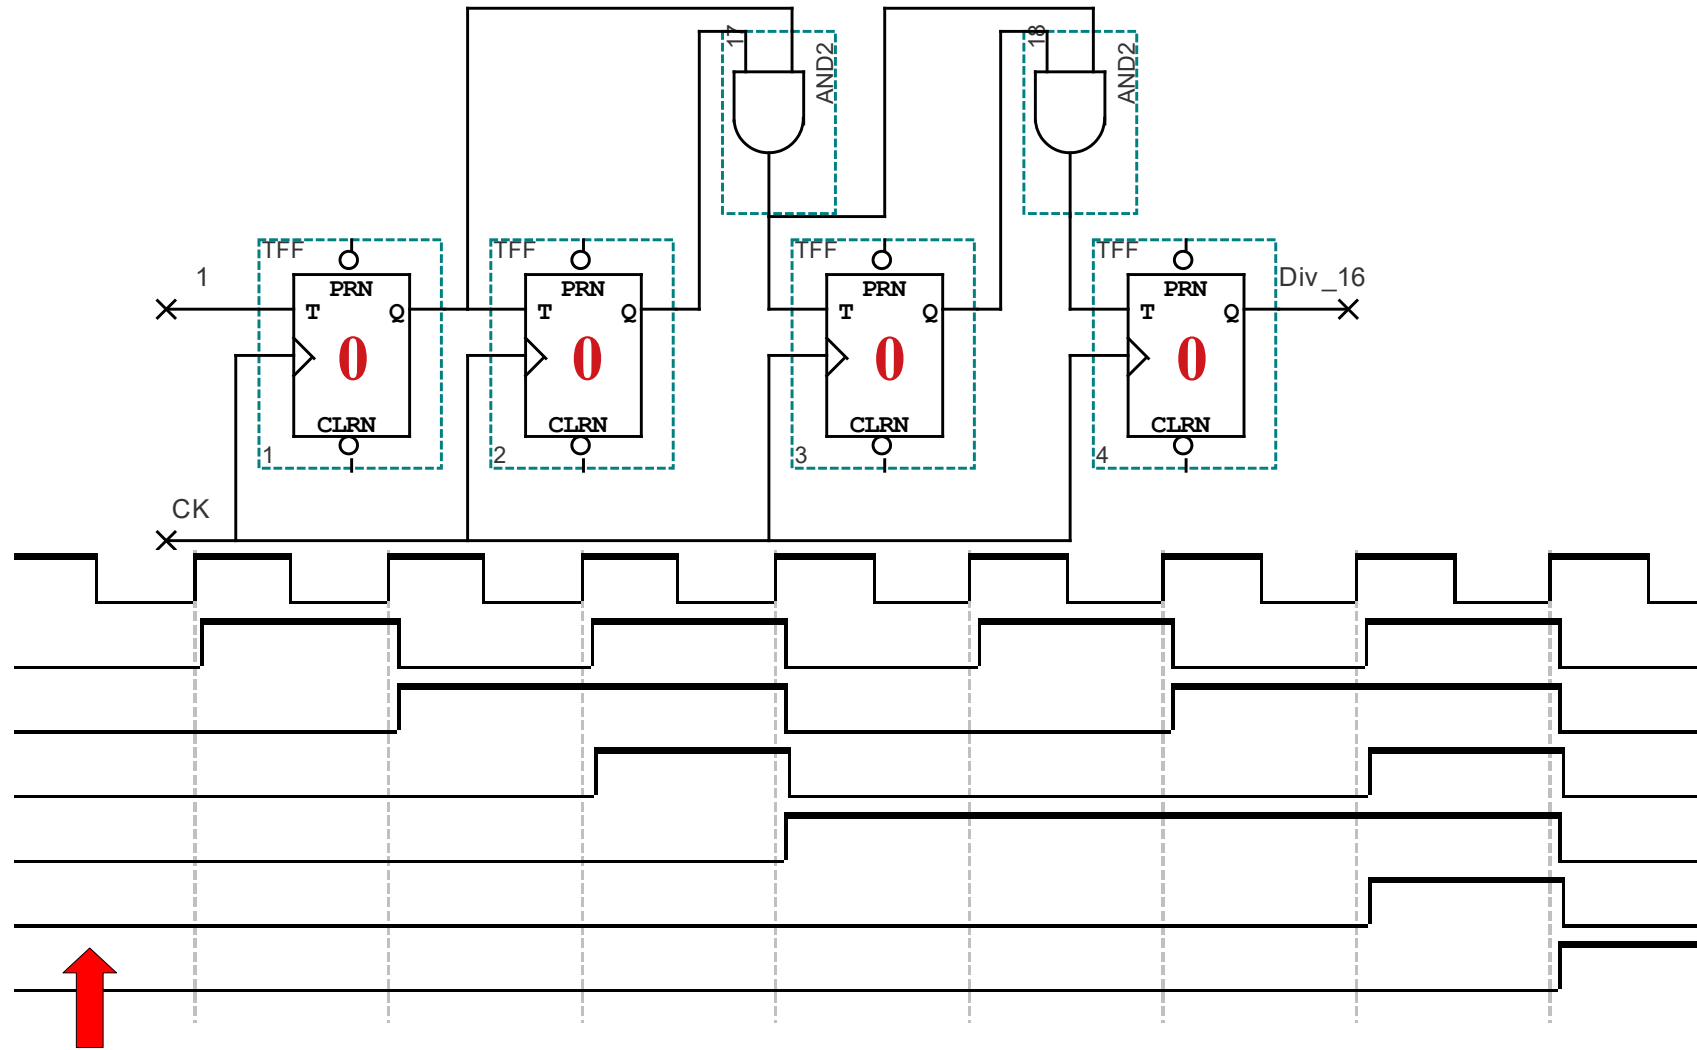 17
AND2
18
AND2
TFF
TFF
TFF
TFF
1
PRN
PRN
PRN
PRN
Div_16
T Q
T Q
T Q
T Q
0
0
0
0
CLRN
CLRN
CLRN
CLRN
1
2
3
4
CK